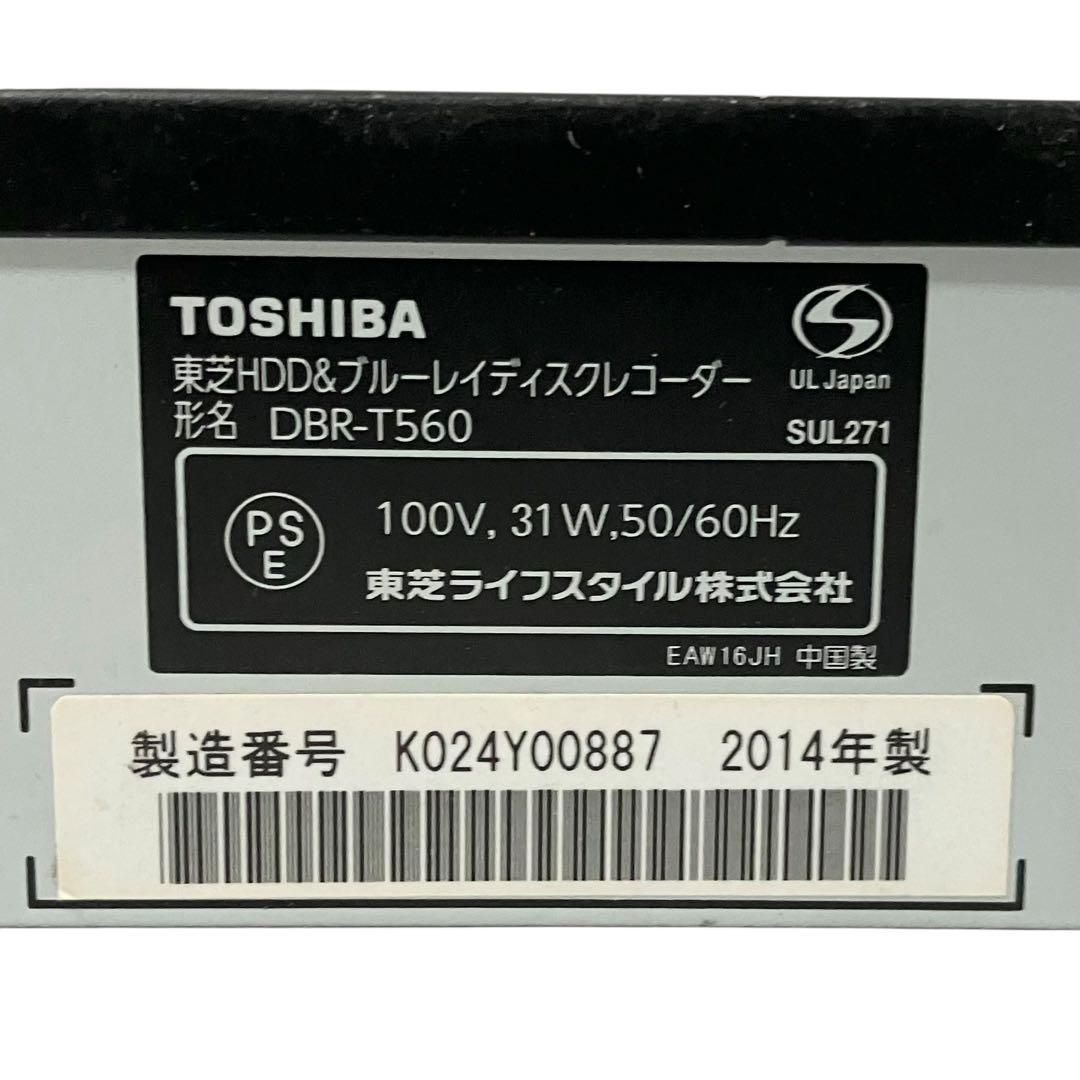 TOSHIBA
東芝HDD&ブルーレイディスクレコーダー
形名 DBR-T560
UL Japan
SUL271
PS
E
100V, 31W,50/60Hz
東芝ライフスタイル株式会社
EAW16JH 中国製
製造番号 K024Y00887 2014年製